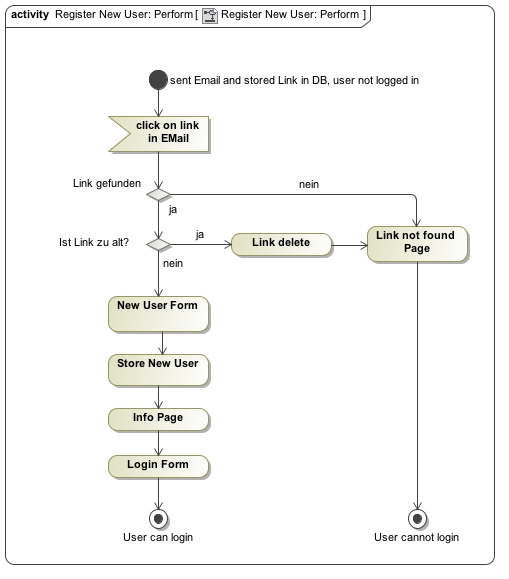 activity Register New User: Perform [ Register New User: Perform ]
sent Email and stored Link in DB, user not logged in
click on link
in EMail
Link gefunden
nein
ja
Ist Link zu alt?
ja
Link delete
Link not found
Page
nein
New User Form
Store New User
Info Page
Login Form
User can login
User cannot login